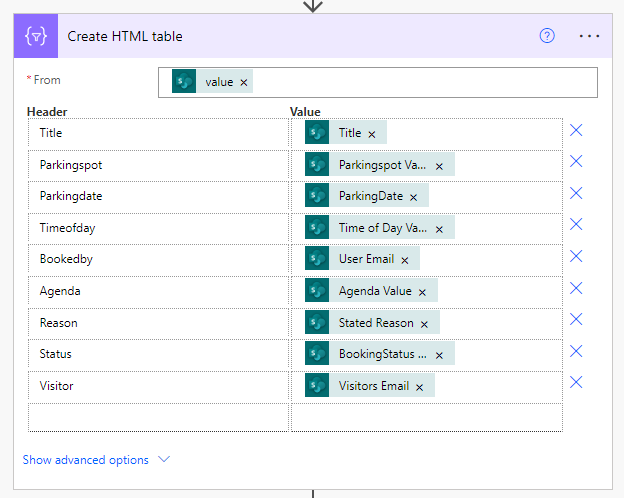 Create HTML table
* From value ×
Header Value
Title Title ×
Parkingspot Parkingspot Va... ×
Parkingdate ParkingDate ×
Timeofday Time of Day Va... ×
Bookedby User Email ×
Agenda Agenda Value ×
Reason Stated Reason ×
Status BookingStatus ... ×
Visitor Visitors Email ×
Show advanced options